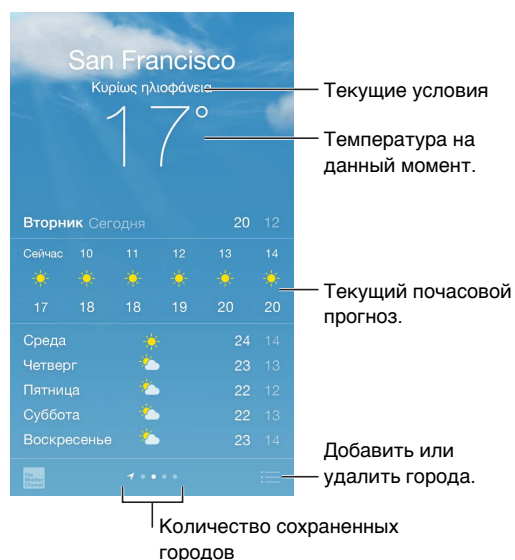 San Francisco
Κυρίως ηλιοφάνεια
Текущие условия
17°
Температура на
данный момент.
Вторник Сегодня 20 12
Сейчас 10 11 12 13 14
17 18 18 19 20 20
Текущий почасовой
прогноз.
Среда 24 14
Четверг 23 13
Пятница 22 12
Суббота 22 13
Воскресенье 23 14
Добавить или
удалить города.
Количество сохраненных
городов